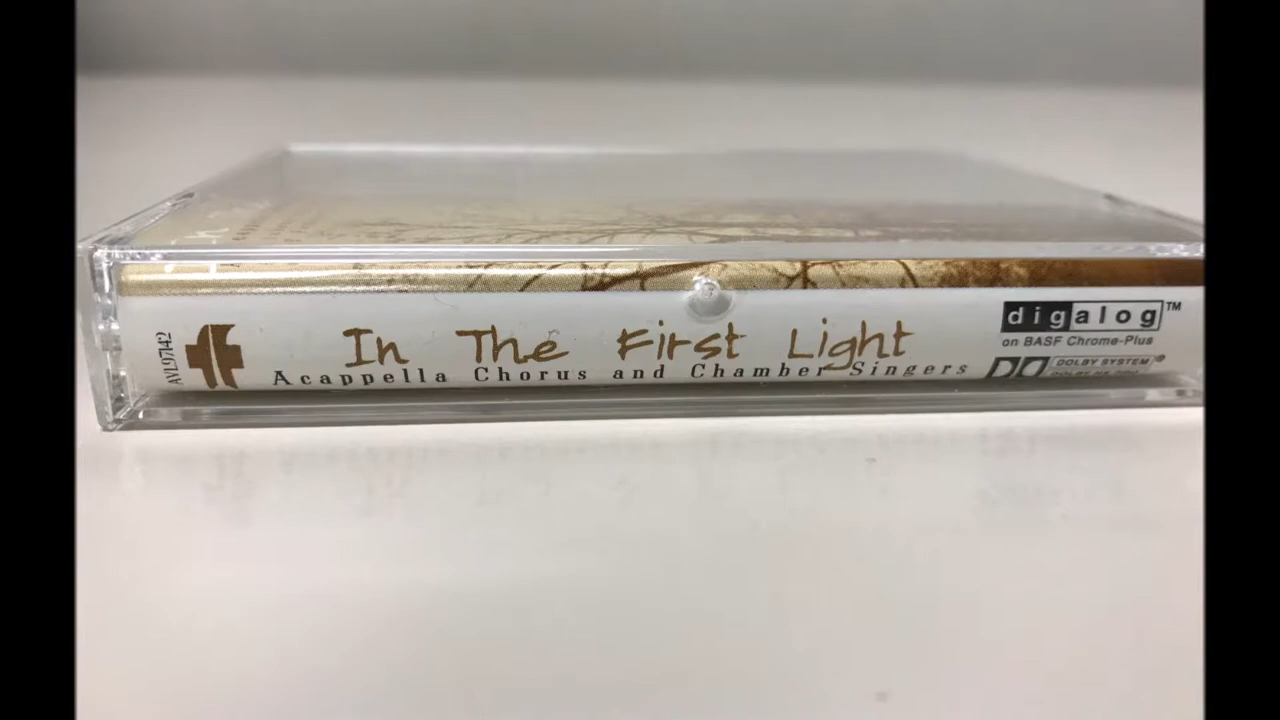 AVL97142
In The First Light
Acappella Chorus and Chamber Singers
digalog™
on BASF Chrome-Plus
DOLBY SYSTEM®